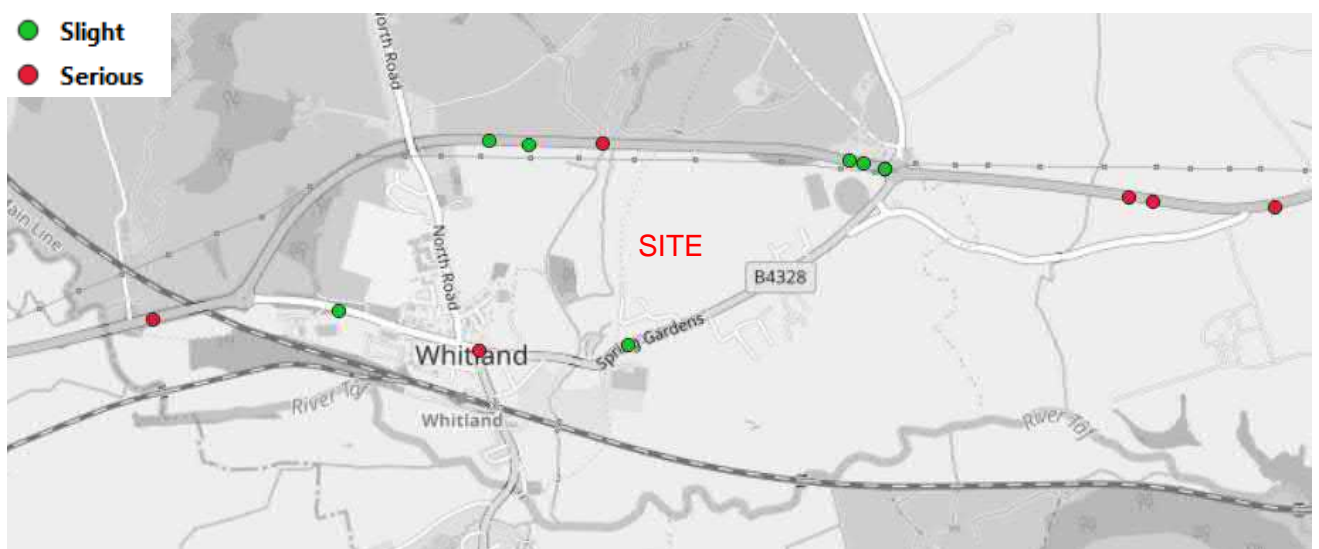 Slight
Serious
North Road
Main Line
North Road
SITE
B4328
Spring Gardens
Whitland
River Taf
Whitland
River Taf